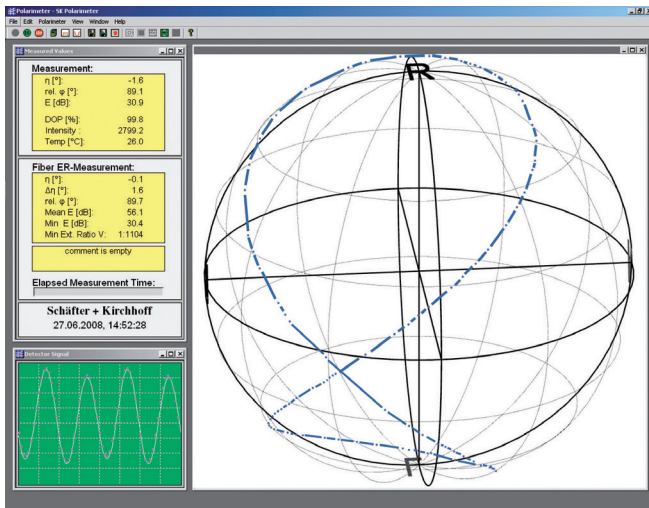 Polarimeter - SK Polarimeter
File Edit Polarimeter View Window Help
Measured Values
Measurement:
η [°]: -1.6
rel. φ [°]: 89.1
E [dB]: 30.9
DOP [%]: 99.8
Intensity : 2799.2
Temp [°C]: 26.0
Fiber ER-Measurement:
η [°]: -0.1
Δη [°]: 1.6
rel. φ [°]: 89.7
Mean E [dB]: 56.1
Min E [dB]: 30.4
Min Ext. Ratio V: 1:1104
comment is empty
Elapsed Measurement Time:
Schäfter + Kirchhoff
27.06.2008, 14:52:28
Detector Signal
R
L